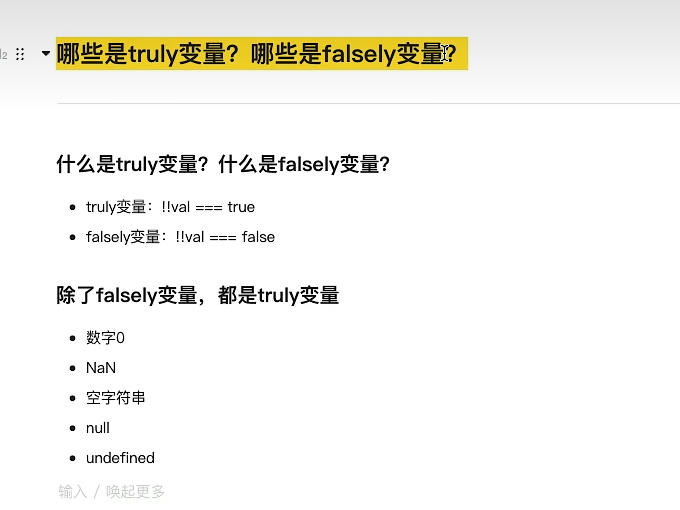 哪些是truly变量？哪些是falsely变量？
什么是truly变量？什么是falsely变量？
truly变量：!!val === true
falsely变量：!!val === false
除了falsely变量，都是truly变量
数字0
NaN
空字符串
null
undefined
输入 / 唤起更多